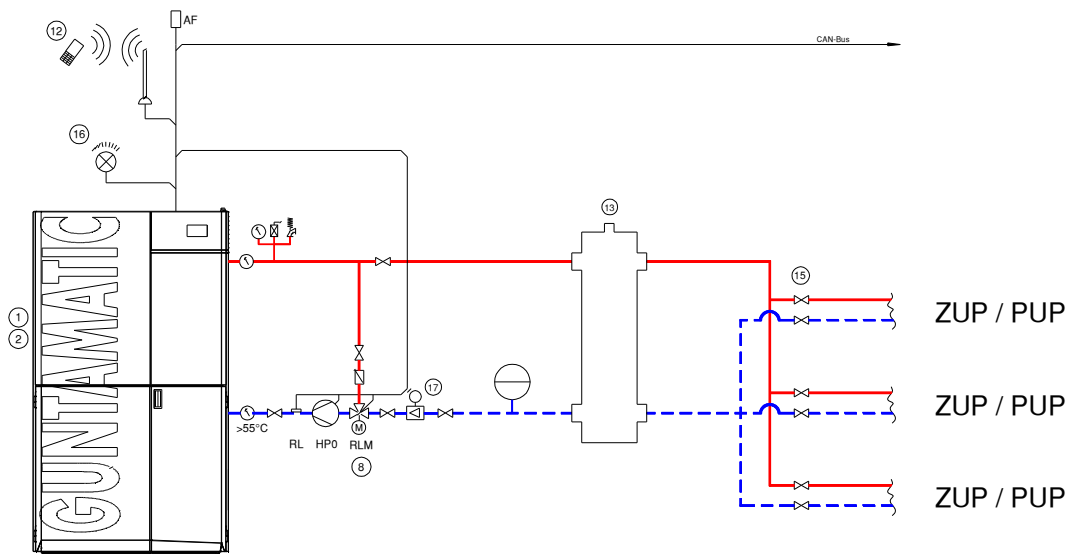 AF
12
CAN-Bus
16
GUNTAMATIC
13
15
1
2
ZUP / PUP
17
>55°C
RL
HP0
RLM
M
8
ZUP / PUP
ZUP / PUP